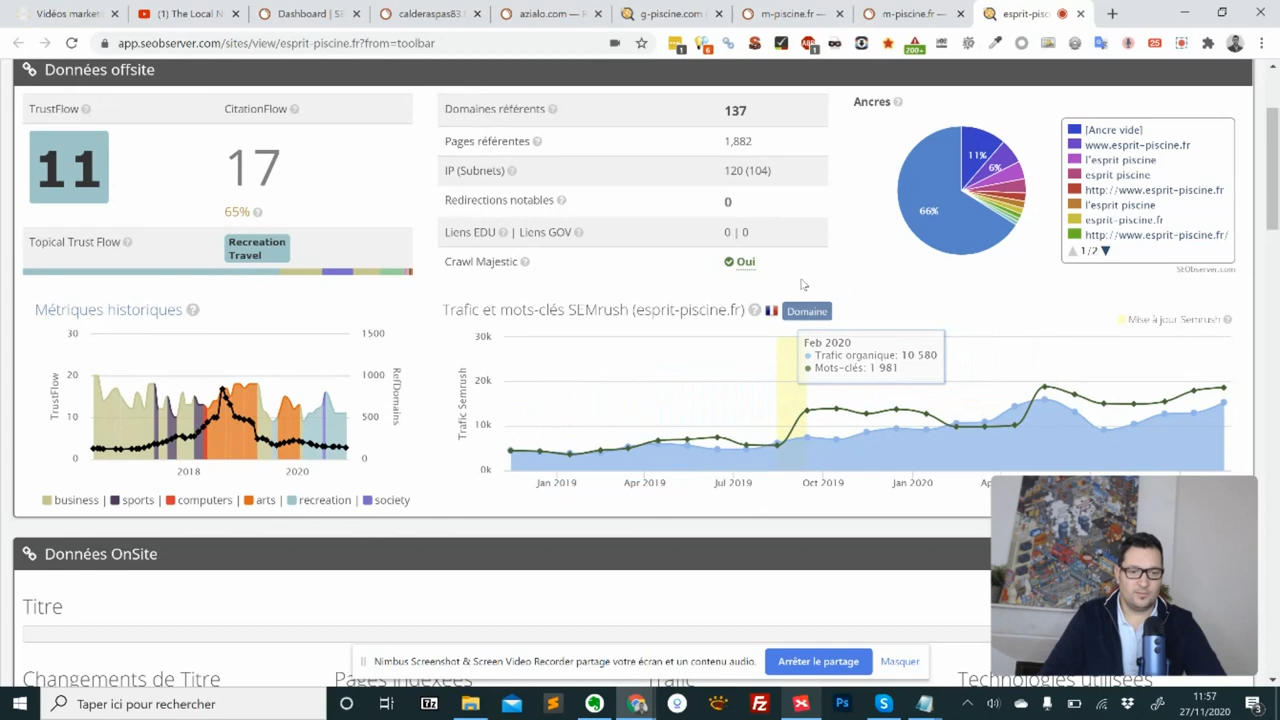 Vidéos market
(1) The Local N
Dashboard | SE
calderaspas83.
azialo.com — R
g-piscine.com (
m-piscine.fr —
m-piscine.fr —
esprit-pisc
app.seobserver.com/sites/view/esprit-piscine.fr?from=toolbar
Données offsite
TrustFlow
CitationFlow
11
17
65%
Topical Trust Flow
Recreation
Travel
Domaines référents
137
Pages référentes
1,882
IP (Subnets)
120 (104)
Redirections notables
0
Liens EDU | Liens GOV
0 | 0
Crawl Majestic
Oui
Ancres
11%
6%
66%
[Ancre vide]
www.esprit-piscine.fr
l'esprit piscine
esprit piscine
http://www.esprit-piscine.fr
l'esprit piscine
esprit-piscine.fr
http://www.esprit-piscine.fr/
1/2
SEObserver.com
Métriques historiques
30
1500
20
1000
10
500
0
0
TrustFlow
RefDomains
2018
2020
business
sports
computers
arts
recreation
society
Trafic et mots-clés SEMrush (esprit-piscine.fr)
Domaine
Mise à jour Semrush
Feb 2020
Trafic organique: 10 580
Mots-clés: 1 981
30k
20k
10k
0k
Trafic Semrush
Jan 2019
Apr 2019
Jul 2019
Oct 2019
Jan 2020
Données OnSite
Titre
Changements de Titre
Pages indexées
Trafic
Technologies utilisées
Nimbus Screenshot & Screen Video Recorder partage votre écran et un contenu audio.
Arrêter le partage
Masquer
Taper ici pour rechercher
11:57
27/11/2020